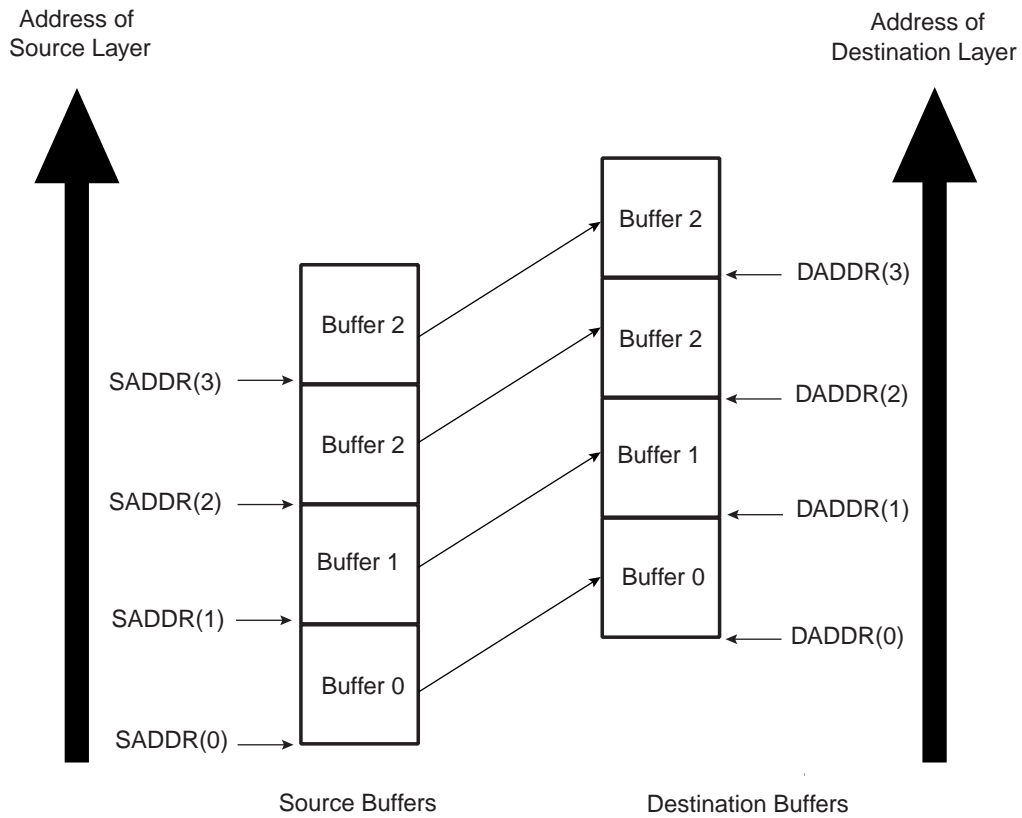 Address of
Source Layer
Address of
Destination Layer
Buffer 2
DADDR(3)
Buffer 2
Buffer 2
SADDR(3)
DADDR(2)
Buffer 2
Buffer 1
SADDR(2)
DADDR(1)
Buffer 1
Buffer 0
SADDR(1)
DADDR(0)
Buffer 0
SADDR(0)
Source Buffers
Destination Buffers